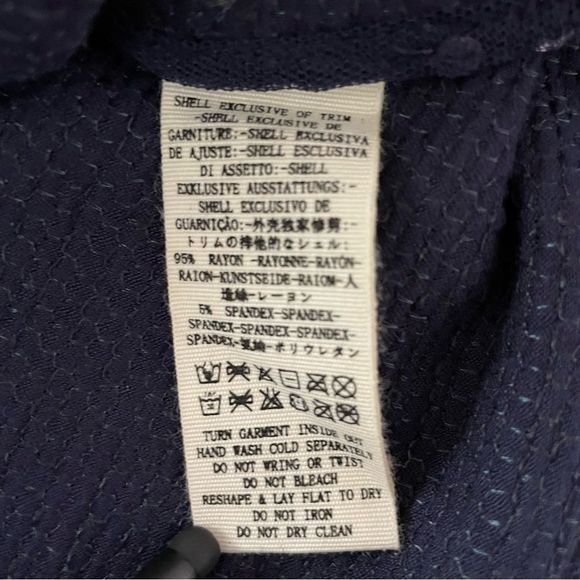 SHELL EXCLUSIVE OF TRIM
-SHELL EXCLUSIVE DE
GARNITURE:-SHELL EXCLUSIVA
DE AJUSTE:-SHELL ESCLUSIVA
DI ASSETTO:-SHELL
EXKLUSIVE AUSSTATTUNGS:-
SHELL EXCLUSIVO DE
GUARNIÇÃO:-外壳独家修剪:-
トリムの排他的なシェル:
95% RAYON -RAYONNE-RAYÓN-
RAION-KUNSTSEIDE-RAIOM-人
造絲-レーヨン
5% SPANDEX-SPANDEX-
SPANDEX-SPANDEX-SPANDEX-
SPANDEX-氨綸-ポリウレタン
TURN GARMENT INSIDE OUT
HAND WASH COLD SEPARATELY
DO NOT WRING OR TWIST
DO NOT BLEACH
RESHAPE & LAY FLAT TO DRY
DO NOT IRON
DO NOT DRY CLEAN